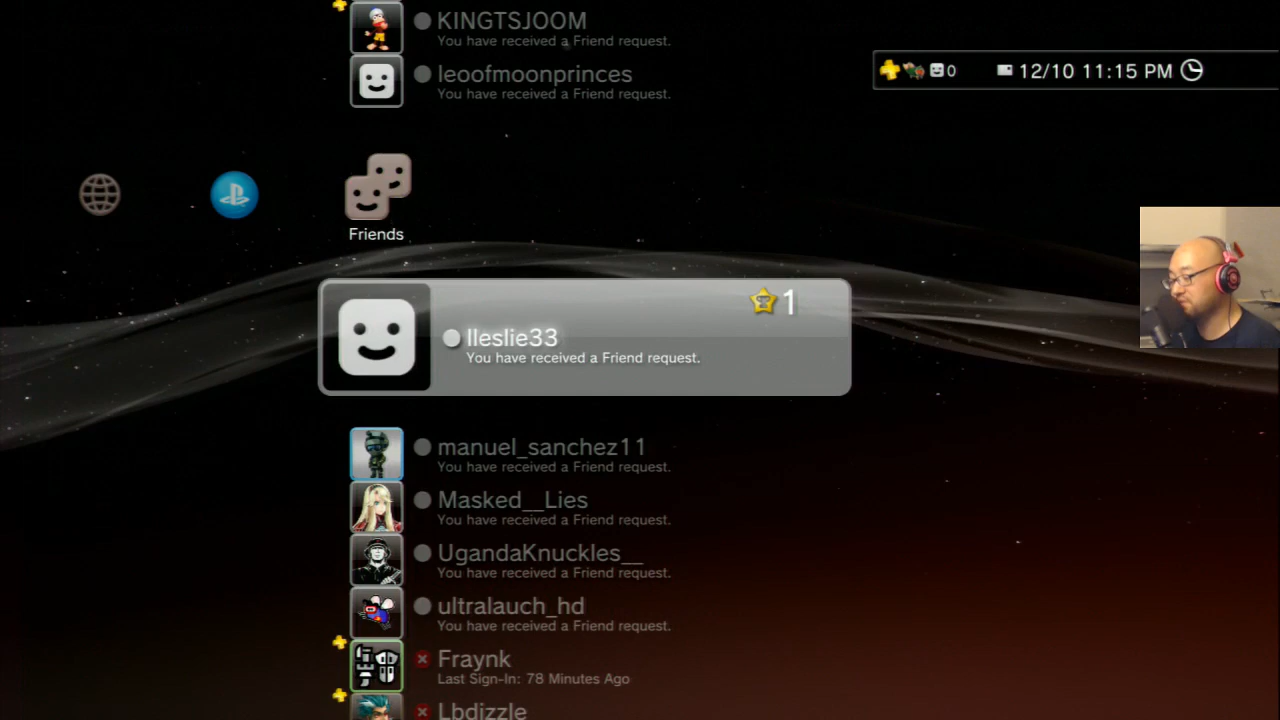 KINGTSJOOM
You have received a Friend request.
leoofmoonprinces
You have received a Friend request.
0 12/10 11:15 PM
Friends
1
lleslie33
You have received a Friend request.
manuel_sanchez11
You have received a Friend request.
Masked__Lies
You have received a Friend request.
UgandaKnuckles__
You have received a Friend request.
ultralauch_hd
You have received a Friend request.
Fraynk
Last Sign-In: 78 Minutes Ago
Lbdizzle